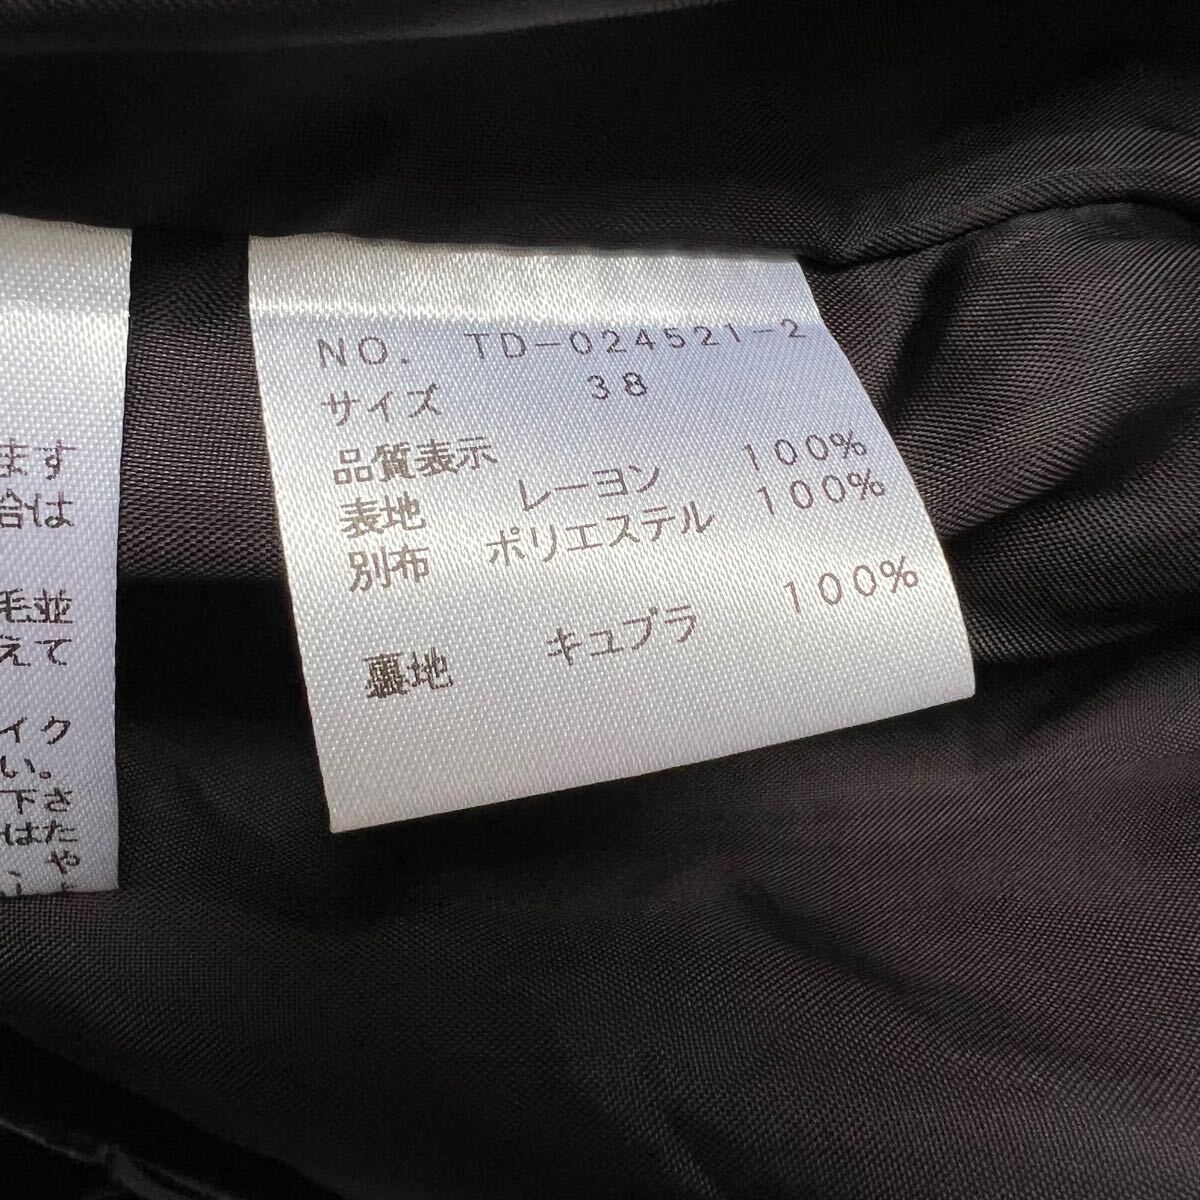 ます
合は
毛並
えて
イク
い。
下さ
はた
、や
NO. TD-024521-2
サイズ 38
品質表示
表地 レーヨン 100%
別布 ポリエステル 100%
裏地 キュプラ 100%